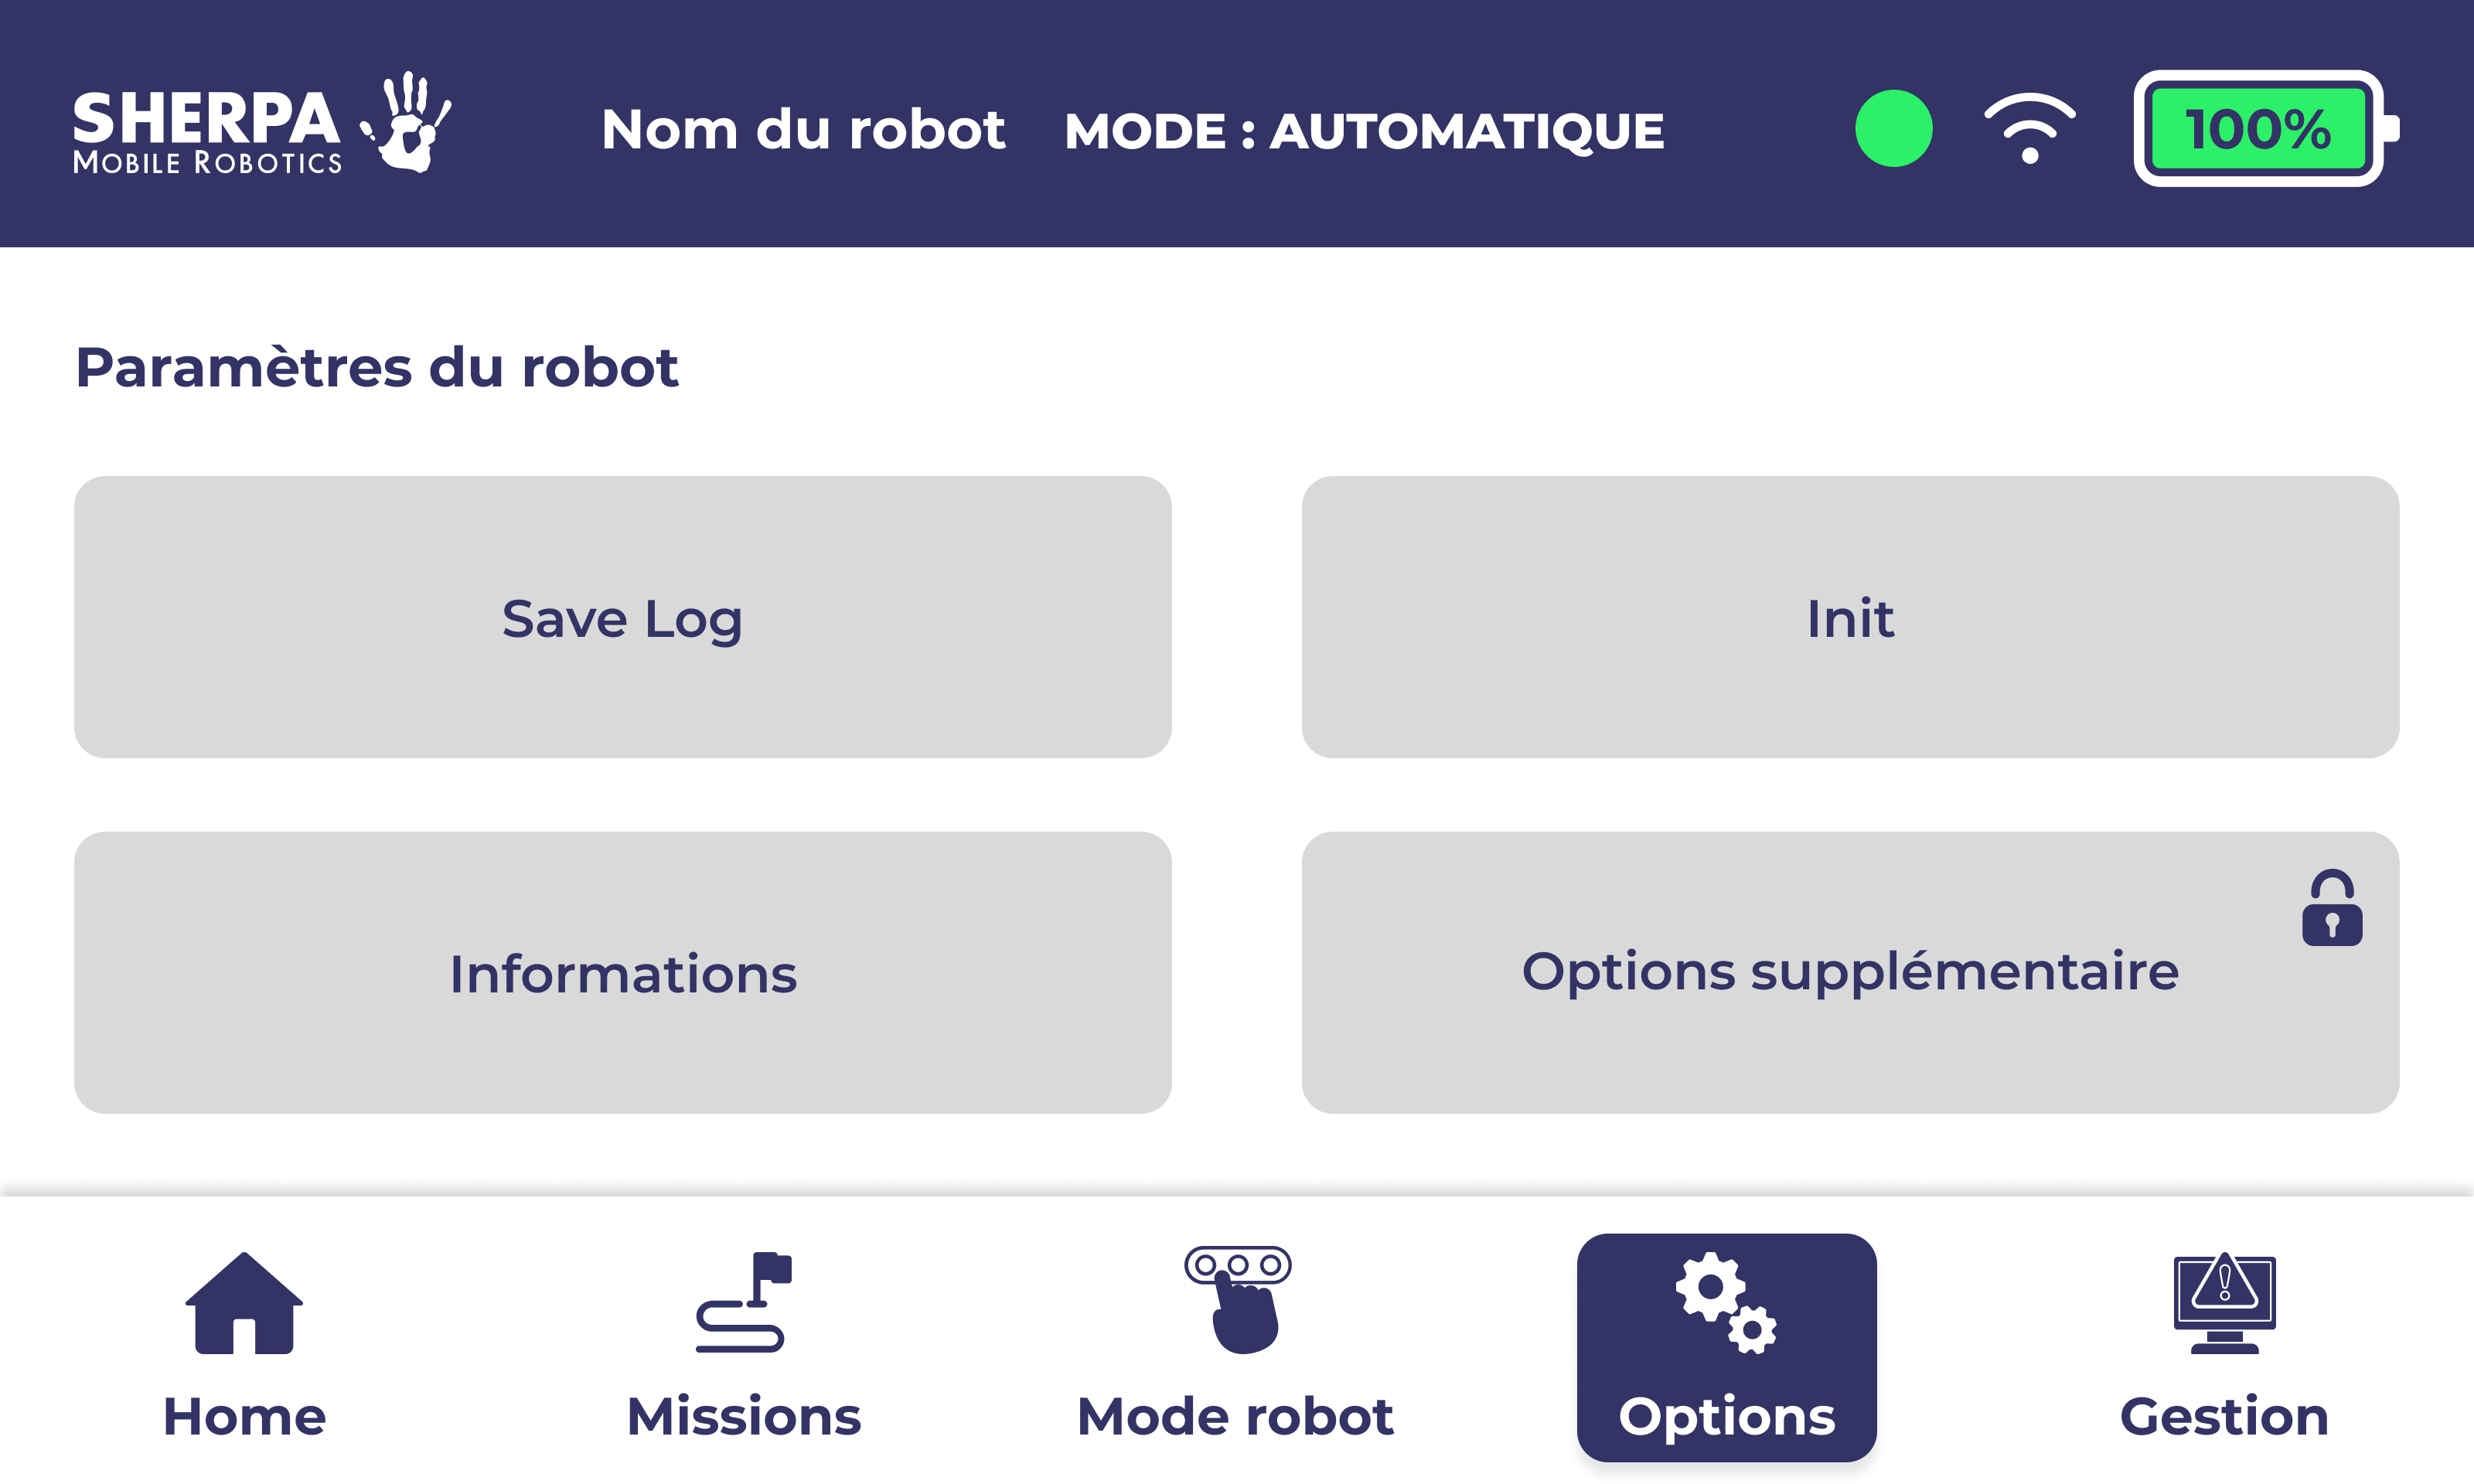 SHERPA
MOBILE ROBOTICS
Nom du robot
MODE : AUTOMATIQUE
100%
Paramètres du robot
Save Log
Init
Informations
Options supplémentaire
Home
Missions
Mode robot
Options
Gestion